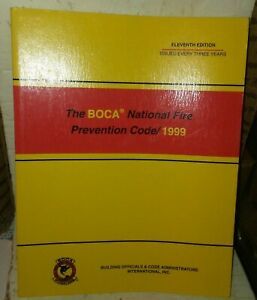 ELEVENTH EDITION
ISSUED EVERY THREE YEARS
The BOCA® National Fire
Prevention Code/1999
BOCA
BUILDING OFFICIALS & CODE ADMINISTRATORS
INTERNATIONAL, INC.